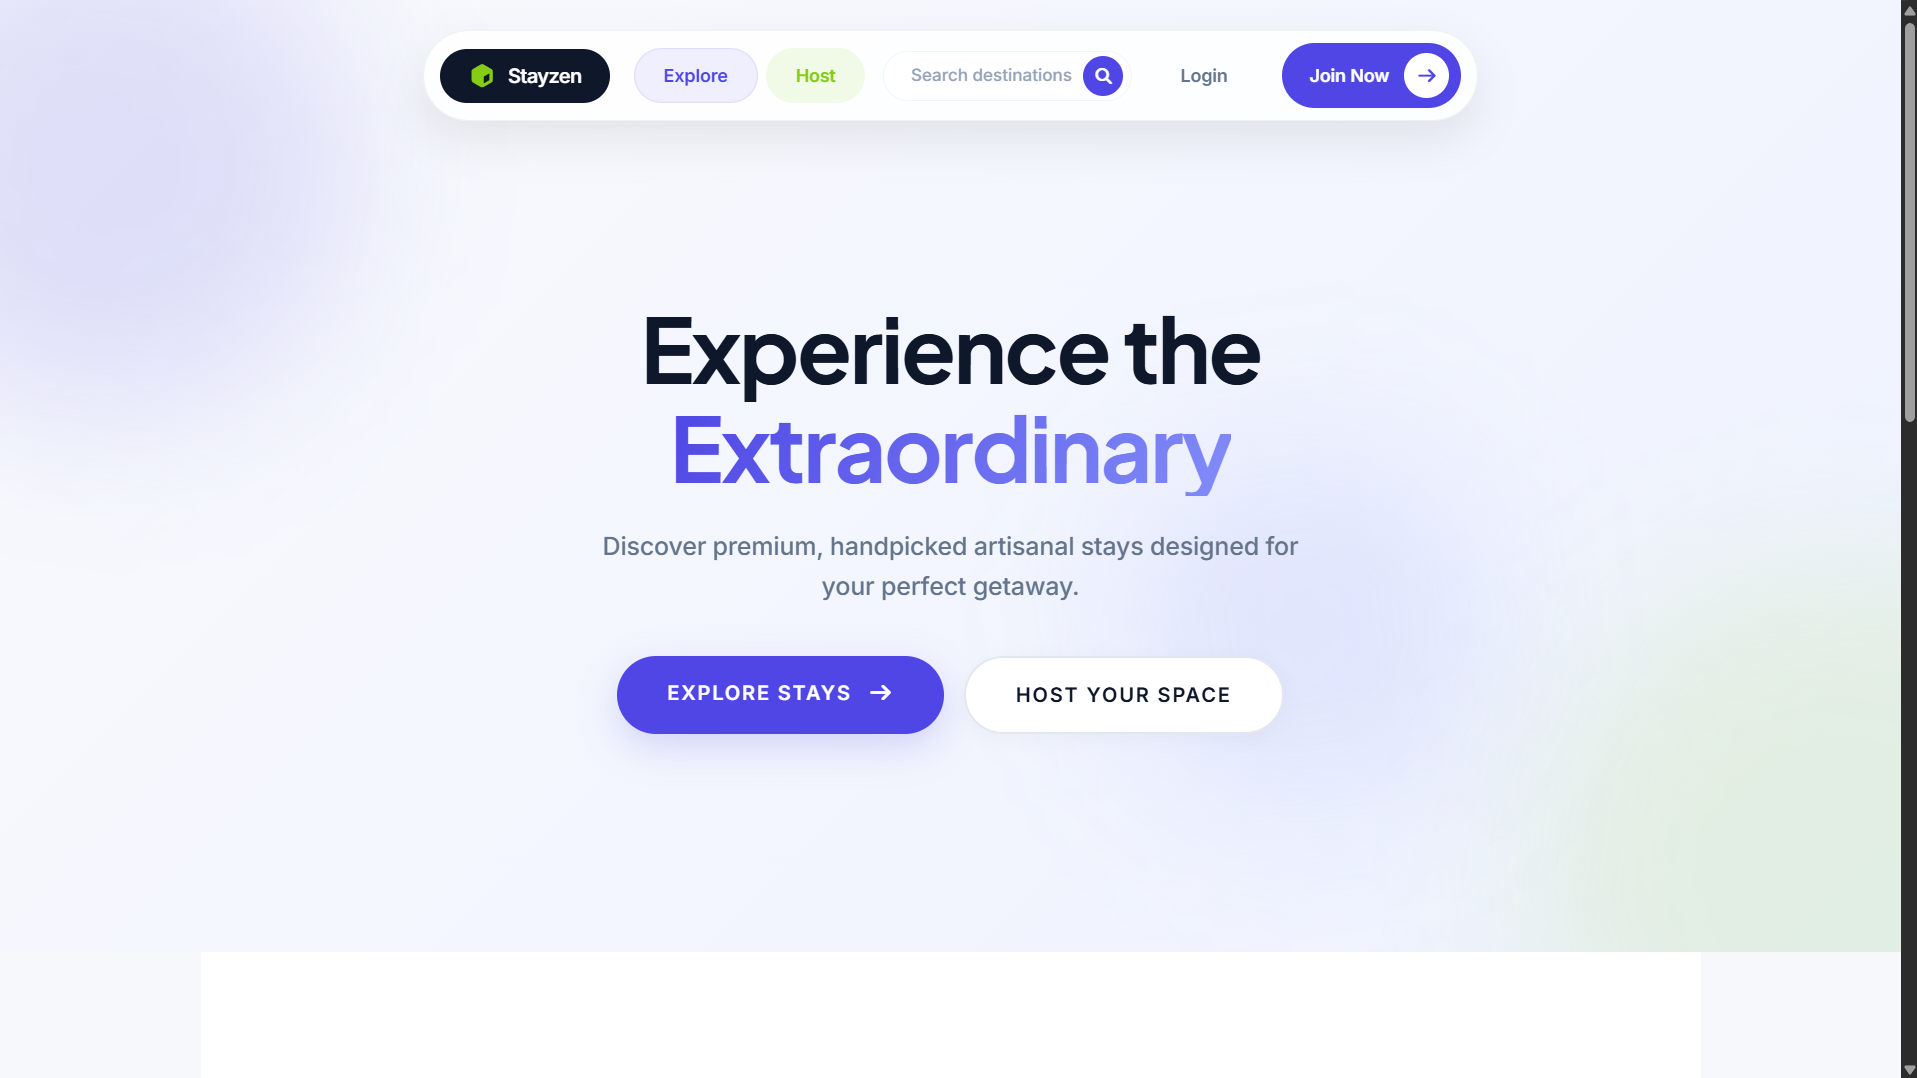 Stayzen
Explore
Host
Search destinations
Login
Join Now
Experience the
Extraordinary
Discover premium, handpicked artisanal stays designed for
your perfect getaway.
EXPLORE STAYS
HOST YOUR SPACE